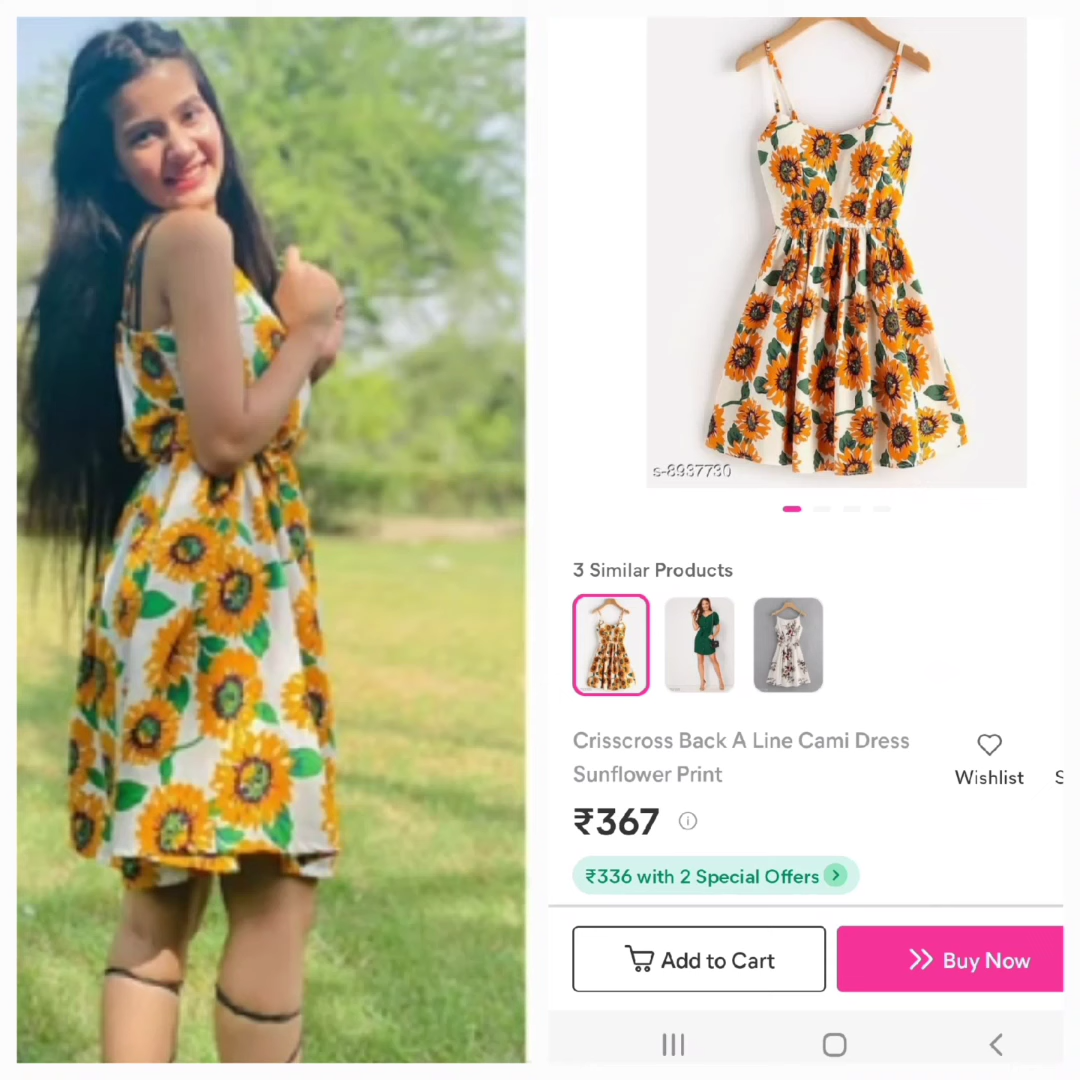 s-8937730
3 Similar Products
Crisscross Back A Line Cami Dress
Sunflower Print
Wishlist
S
₹367
₹336 with 2 Special Offers
Add to Cart
Buy Now